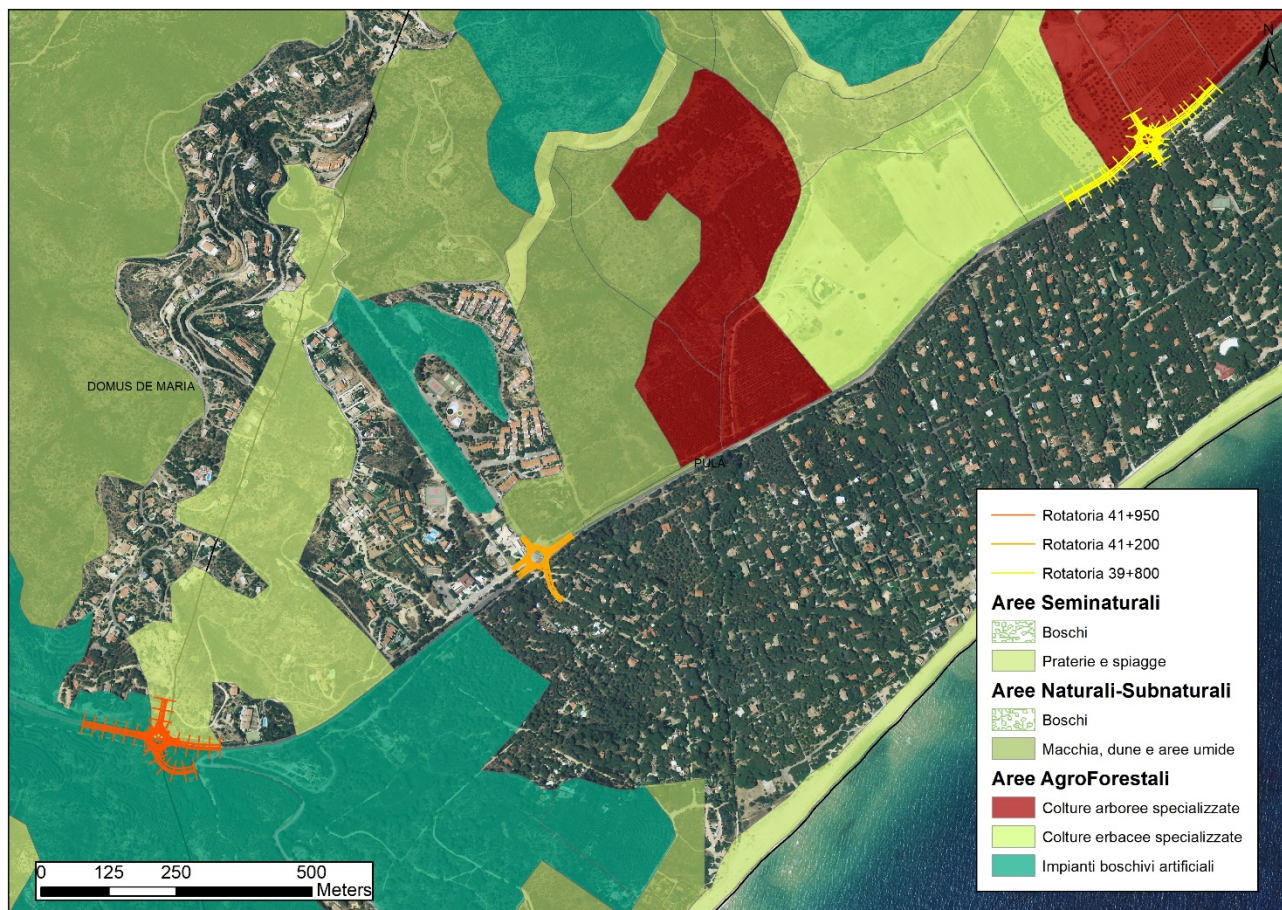 N
DOMUS DE MARIA
PULA
Rotatoria 41+950
Rotatoria 41+200
Rotatoria 39+800
Aree Seminaturali
Boschi
Praterie e spiagge
Aree Naturali-Subnaturali
Boschi
Macchia, dune e aree umide
Aree AgroForestali
Colture arboree specializzate
Colture erbacee specializzate
Impianti boschivi artificiali
0 125 250 500
Meters